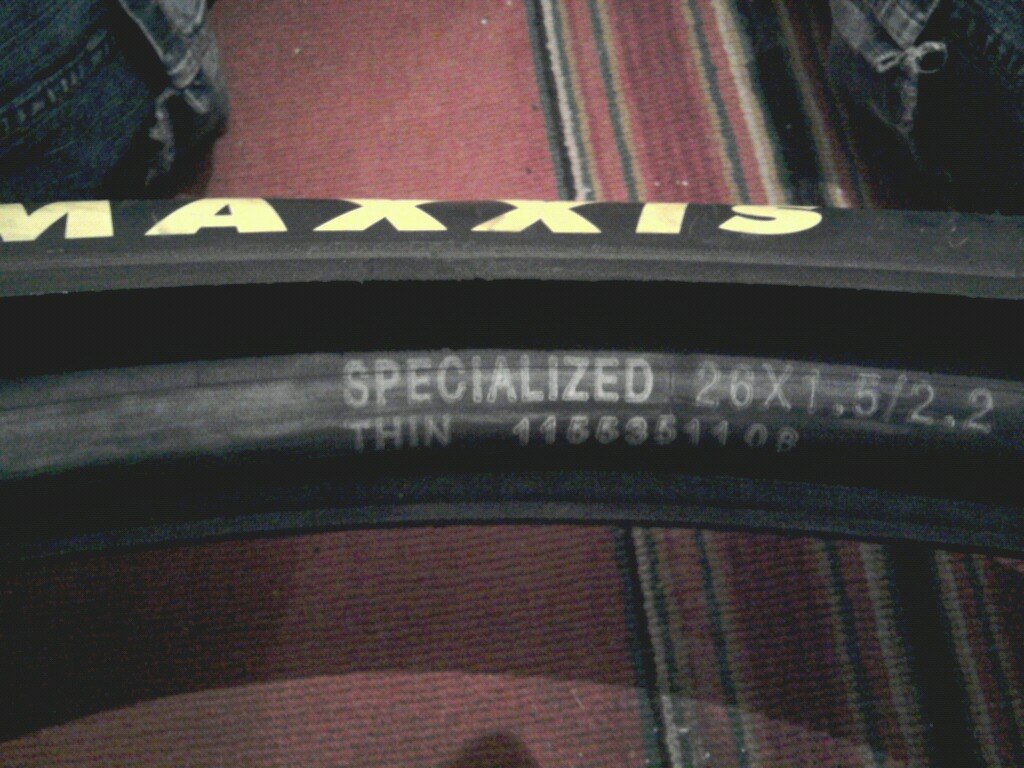 MAXXIS
SPECIALIZED 26X1.5/2.2
THIN